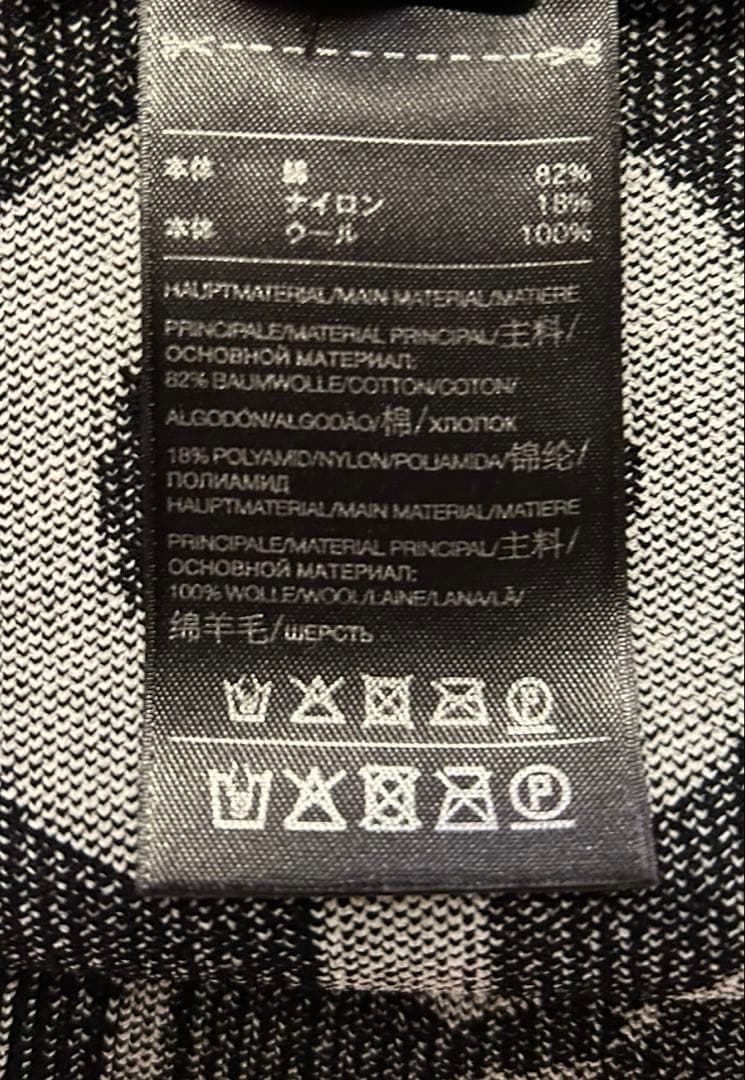 本体 綿 82%
ナイロン 18%
本体 ウール 100%
HAUPTMATERIAL/MAIN MATERIAL/MATIERE
PRINCIPALE/MATERIAL PRINCIPAL/主料/
ОСНОВНОЙ МАТЕРИАЛ:
82% BAUMWOLLE/COTTON/COTON/
ALGODÓN/ALGODÃO/棉/ХЛОПОК
18% POLYAMID/NYLON/POLIAMIDA/锦纶/
ПОЛИАМИД
HAUPTMATERIAL/MAIN MATERIAL/MATIERE
PRINCIPALE/MATERIAL PRINCIPAL/主料/
ОСНОВНОЙ МАТЕРИАЛ:
100% WOLLE/WOOL/LAINE/LANA/LÃ/
绵羊毛/ШЕРСТЬ
P
P